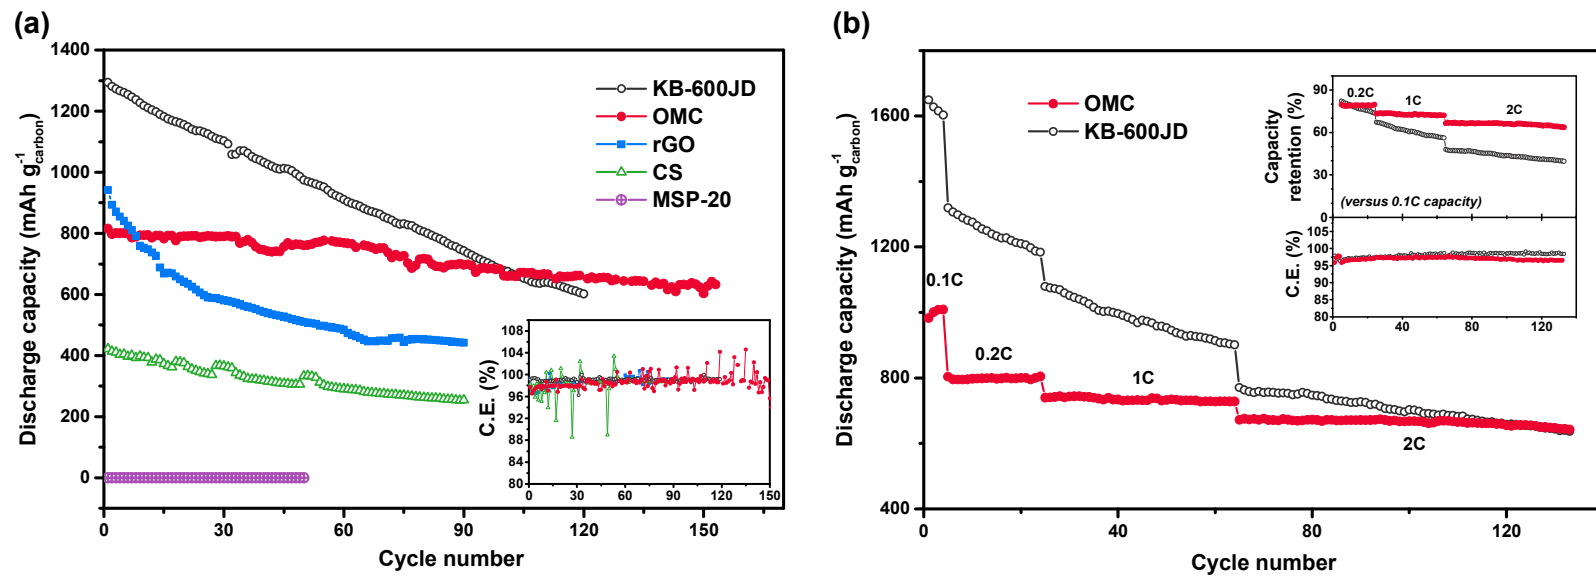 (a)
1400
1200
1000
800
600
400
200
0
Discharge capacity (mAh g⁻¹carbon)
0 30 60 90 120 150
Cycle number
KB-600JD
OMC
rGO
CS
MSP-20
108
104
100
96
92
88
84
80
C.E. (%)
0 30 60 90 120 150
(b)
1600
1200
800
400
Discharge capacity (mAh g⁻¹carbon)
0 40 80 120
Cycle number
OMC
KB-600JD
0.1C
0.2C
1C
2C
90
60
30
0
Capacity
retention (%)
0.2C
1C
2C
(versus 0.1C capacity)
105
100
95
90
85
80
C.E. (%)
0 40 80 120